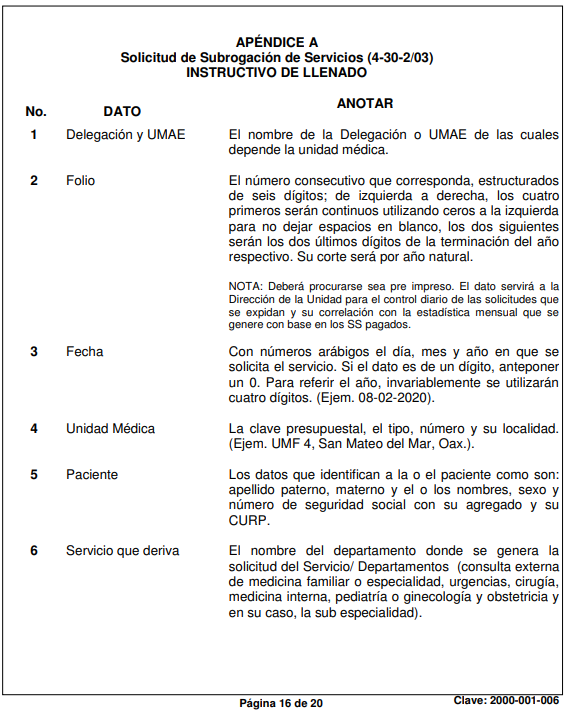 APÉNDICE A
Solicitud de Subrogación de Servicios (4-30-2/03)
INSTRUCTIVO DE LLENADO
No. DATO ANOTAR
1 Delegación y UMAE El nombre de la Delegación o UMAE de las cuales
depende la unidad médica.
2 Folio El número consecutivo que corresponda, estructurados
de seis dígitos; de izquierda a derecha, los cuatro
primeros serán continuos utilizando ceros a la izquierda
para no dejar espacios en blanco, los dos siguientes
serán los dos últimos dígitos de la terminación del año
respectivo. Su corte será por año natural.
NOTA: Deberá procurarse sea pre impreso. El dato servirá a la
Dirección de la Unidad para el control diario de las solicitudes que
se expidan y su correlación con la estadística mensual que se
genere con base en los SS pagados.
3 Fecha Con números arábigos el día, mes y año en que se
solicita el servicio. Si el dato es de un dígito, anteponer
un 0. Para referir el año, invariablemente se utilizarán
cuatro dígitos. (Ejem. 08-02-2020).
4 Unidad Médica La clave presupuestal, el tipo, número y su localidad.
(Ejem. UMF 4, San Mateo del Mar, Oax.).
5 Paciente Los datos que identifican a la o el paciente como son:
apellido paterno, materno y el o los nombres, sexo y
número de seguridad social con su agregado y su
CURP.
6 Servicio que deriva El nombre del departamento donde se genera la
solicitud del Servicio/ Departamentos (consulta externa
de medicina familiar o especialidad, urgencias, cirugía,
medicina interna, pediatría o ginecología y obstetricia y
en su caso, la sub especialidad).
Página 16 de 20 Clave: 2000-001-006